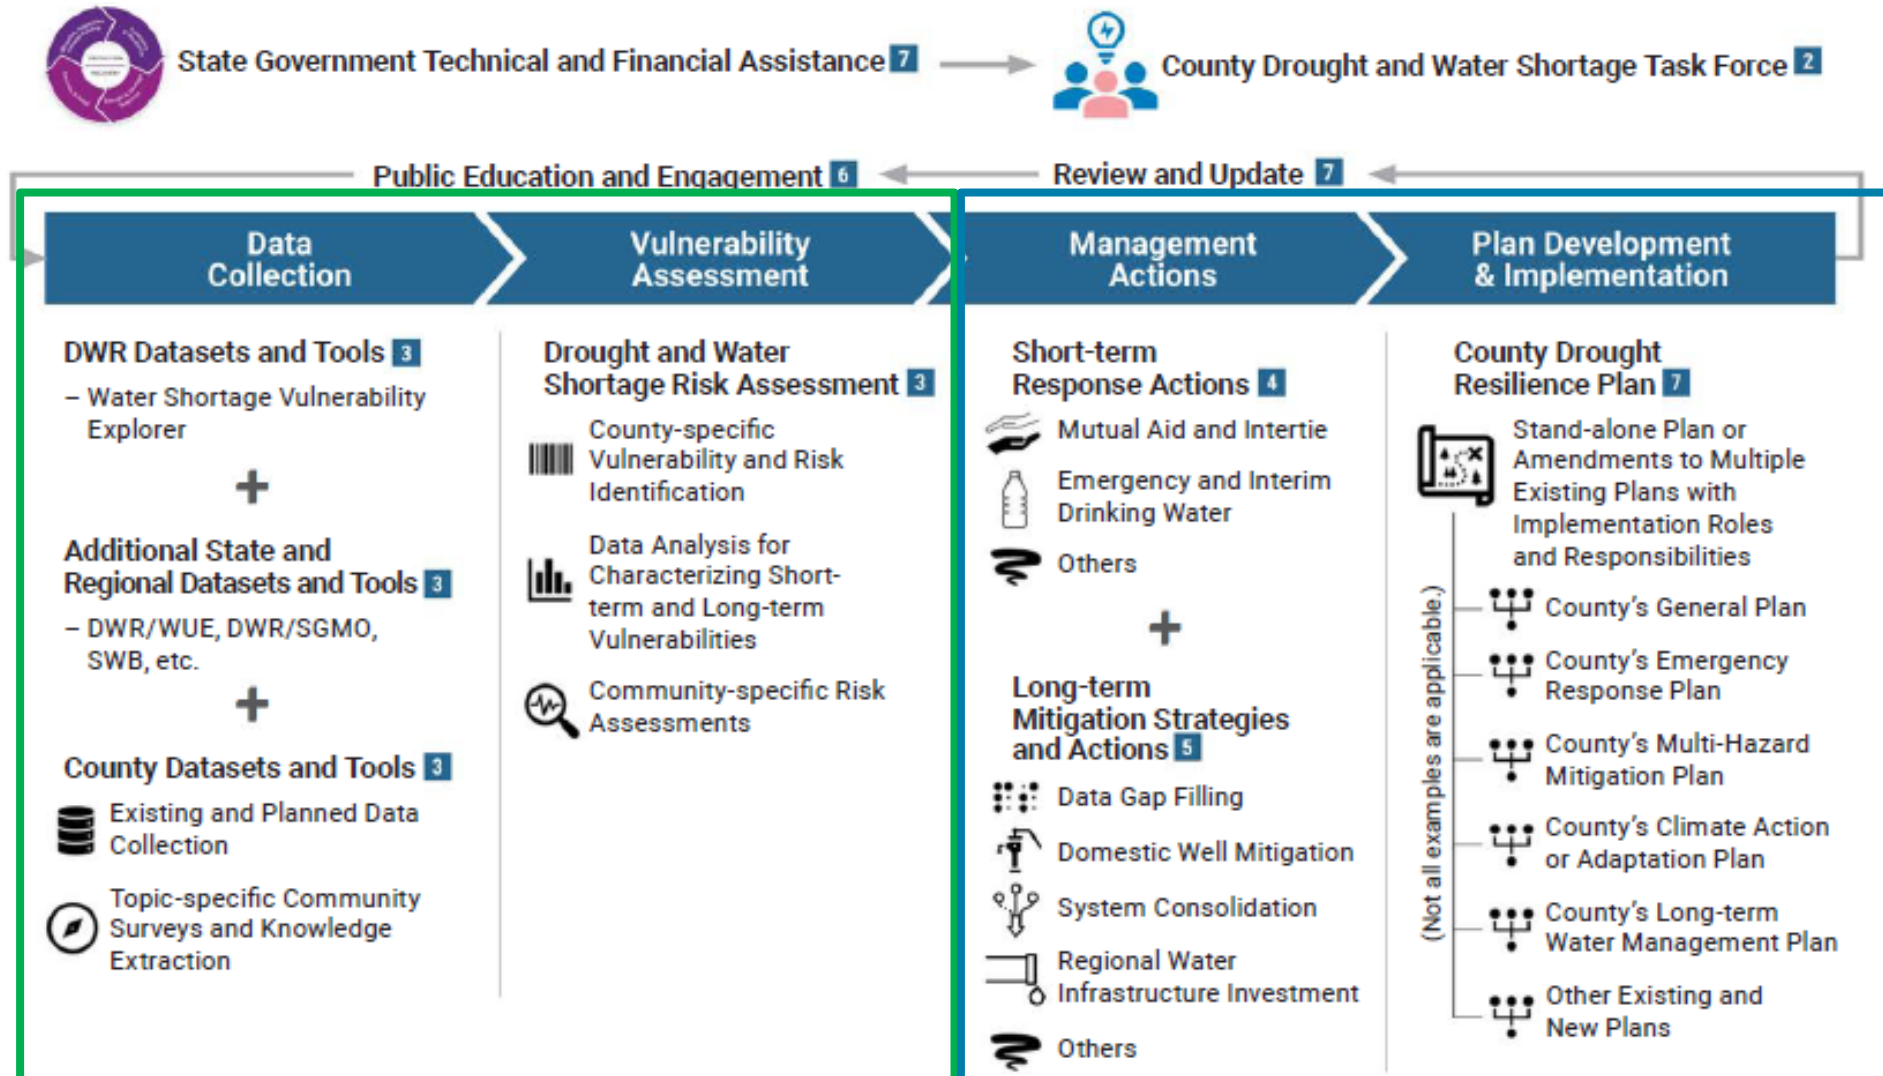 State Government Technical and Financial Assistance 7
County Drought and Water Shortage Task Force 2
Public Education and Engagement 6
Review and Update 7
Data
Collection
Vulnerability
Assessment
Management
Actions
Plan Development
& Implementation
DWR Datasets and Tools 3
– Water Shortage Vulnerability
Explorer
+
Additional State and
Regional Datasets and Tools 3
– DWR/WUE, DWR/SGMO,
SWB, etc.
+
County Datasets and Tools 3
Existing and Planned Data
Collection
Topic-specific Community
Surveys and Knowledge
Extraction
Drought and Water
Shortage Risk Assessment 3
County-specific
Vulnerability and Risk
Identification
Data Analysis for
Characterizing Short-
term and Long-term
Vulnerabilities
Community-specific Risk
Assessments
Short-term
Response Actions 4
Mutual Aid and Intertie
Emergency and Interim
Drinking Water
Others
+
Long-term
Mitigation Strategies
and Actions 5
Data Gap Filling
Domestic Well Mitigation
System Consolidation
Regional Water
Infrastructure Investment
Others
County Drought
Resilience Plan 7
Stand-alone Plan or
Amendments to Multiple
Existing Plans with
Implementation Roles
and Responsibilities
(Not all examples are applicable.)
County's General Plan
County's Emergency
Response Plan
County's Multi-Hazard
Mitigation Plan
County's Climate Action
or Adaptation Plan
County's Long-term
Water Management Plan
Other Existing and
New Plans